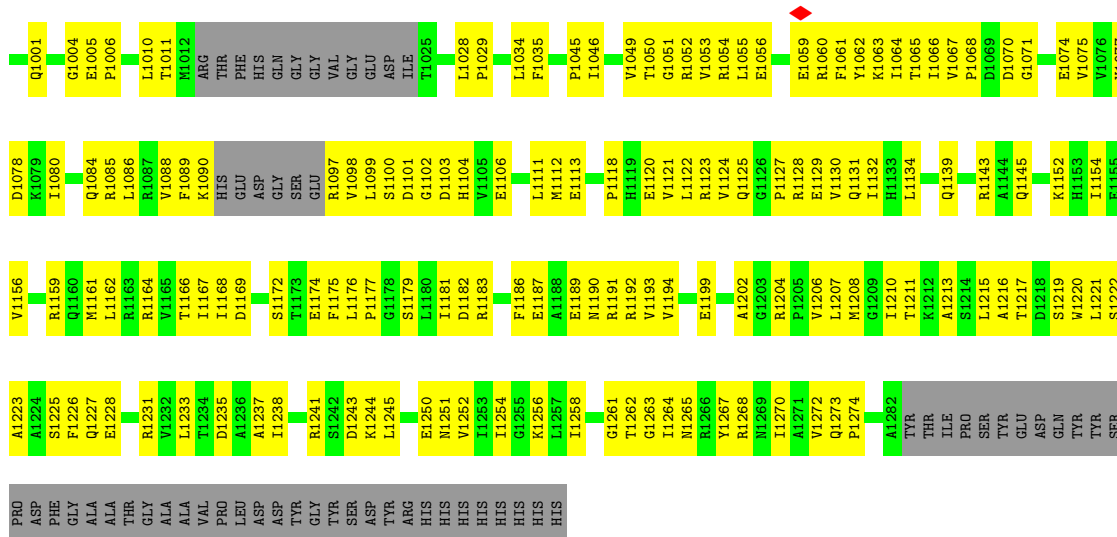 Q1001 G1004 E1005 P1006 L1010 T1011 M1012 ARG THR PHE HIS GLN GLY GLY VAL GLY GLU ASP ILE T1025 L1028 P1029 L1034 F1035 P1045 I1046 V1049 T1050 G1051 R1052 V1053 R1054 L1055 E1056 E1059 R1060 F1061 Y1062 K1063 I1064 T1065 I1066 V1067 P1068 D1069 D1070 G1071 E1074 V1075 V1076
D1078 K1079 I1080 Q1084 R1085 L1086 R1087 V1088 F1089 K1090 HIS GLU ASP GLY SER GLU R1097 V1098 L1099 S1100 D1101 G1102 D1103 H1104 V1105 E1106 L1111 M1112 E1113 P1118 H1119 E1120 V1121 L1122 R1123 V1124 Q1125 G1126 P1127 R1128 E1129 V1130 Q1131 I1132 H1133 L1134 Q1139 R1143 A1144 Q1145 K1152 H1153 I1154 E1155
V1156 R1159 Q1160 M1161 L1162 R1163 R1164 V1165 T1166 I1167 I1168 D1169 S1172 T1173 E1174 F1175 L1176 P1177 G1178 S1179 L1180 I1181 D1182 R1183 F1186 E1187 A1188 E1189 N1190 R1191 R1192 V1193 V1194 E1199 A1202 G1203 R1204 P1205 V1206 L1207 M1208 G1209 I1210 T1211 K1212 A1213 S1214 L1215 A1216 T1217 D1218 S1219 W1220 L1221 S1222
A1223 A1224 S1225 F1226 Q1227 E1228 R1231 V1232 L1233 T1234 D1235 A1236 A1237 I1238 R1241 S1242 D1243 K1244 L1245 E1250 N1251 V1252 I1253 I1254 G1255 K1256 L1257 I1258 G1261 T1262 G1263 I1264 N1265 R1266 Y1267 R1268 N1269 I1270 A1271 V1272 Q1273 P1274 A1282 TYR THR ILE PRO SER TYR GLU ASP GLN TYR TYR SER
PRO ASP PHE GLY ALA ALA THR GLY ALA ALA VAL PRO LEU ASP ASP TYR GLY TYR SER ASP TYR ARG HIS HIS HIS HIS HIS HIS